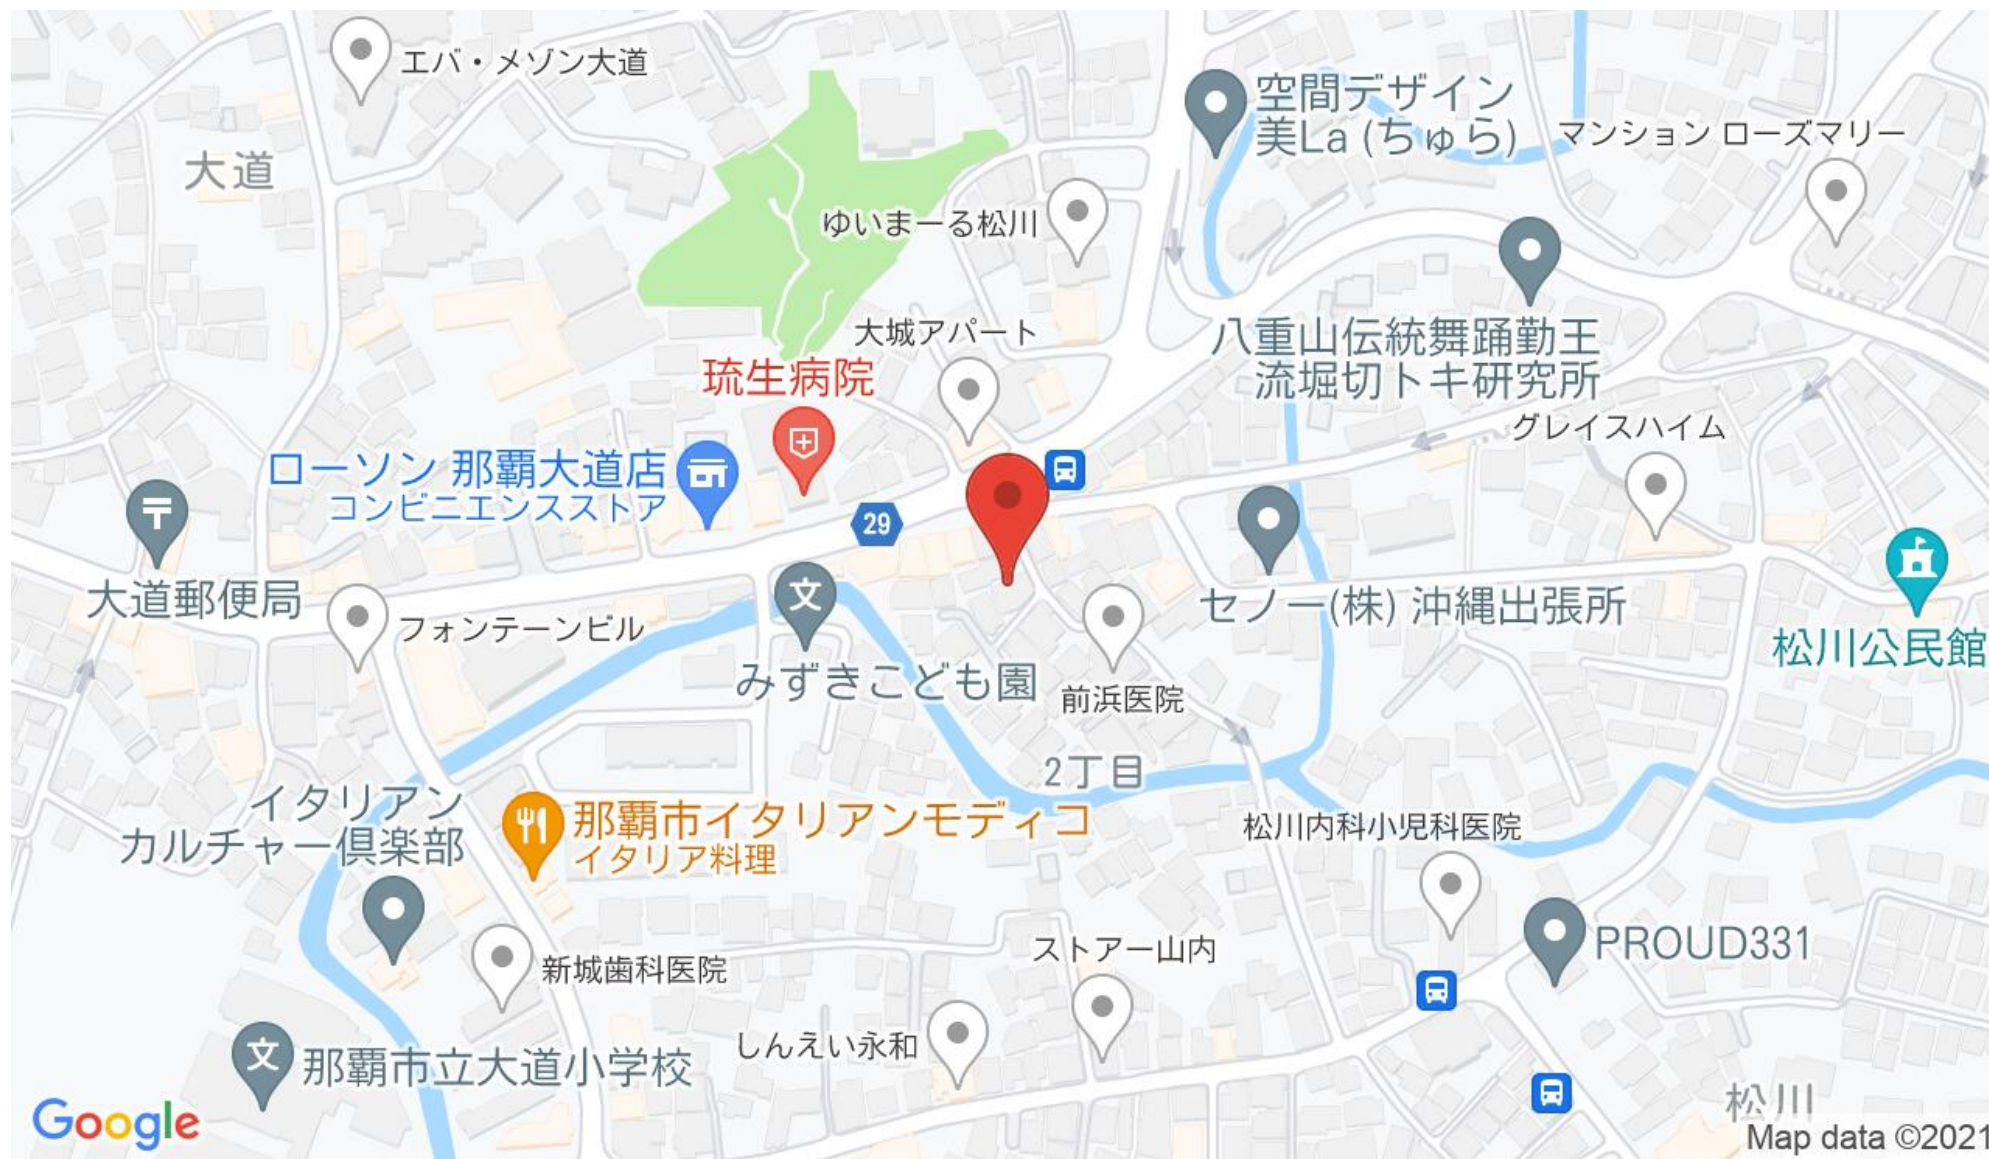 エバ・メゾン大道
空間デザイン
美La (ちゅら)
マンション ローズマリー
大道
ゆいまーる松川
大城アパート
八重山伝統舞踊勤王
流堀切トキ研究所
琉生病院
グレイスハイム
ローソン 那覇大道店
コンビニエンスストア
29
大道郵便局
フォンテーンビル
セノー(株) 沖縄出張所
松川公民館
みずきこども園
前浜医院
2丁目
イタリアン
カルチャー倶楽部
那覇市イタリアンモディコ
イタリア料理
松川内科小児科医院
PROUD331
ストアー山内
新城歯科医院
しんえい永和
那覇市立大道小学校
松川
Google
Map data ©2021